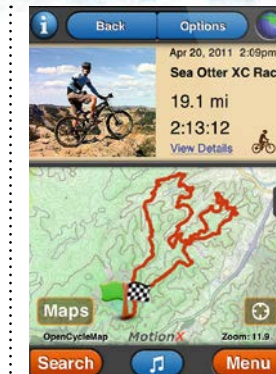 Back Options
Apr 20, 2011 2:09pm
Sea Otter XC Rac
19.1 mi
2:13:12
View Details
Maps
OpenCycleMap MotionX Zoom: 11.9
Search Menu